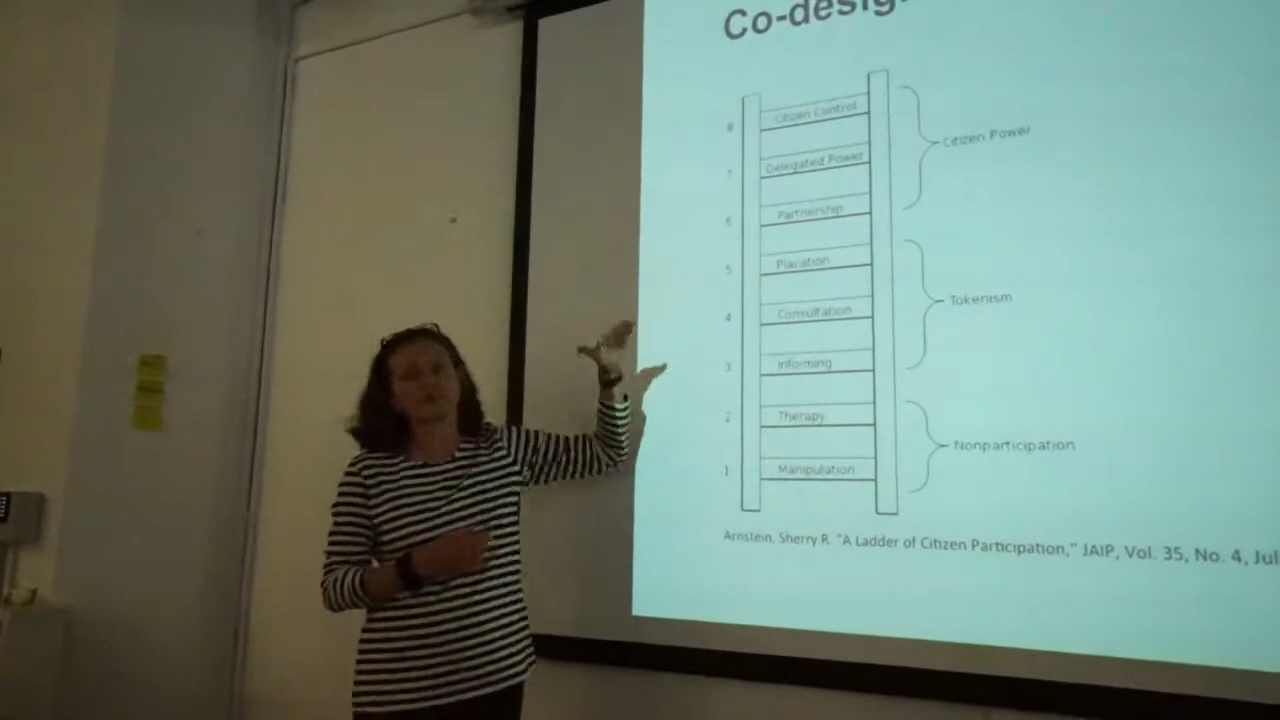 Co-desig
8 Citizen Control
7 Delegated Power
6 Partnership
Citizen Power
5 Placation
4 Consultation
3 Informing
Tokenism
2 Therapy
1 Manipulation
Nonparticipation
Arnstein, Sherry R. "A Ladder of Citizen Participation," JAIP, Vol. 35, No. 4, Jul